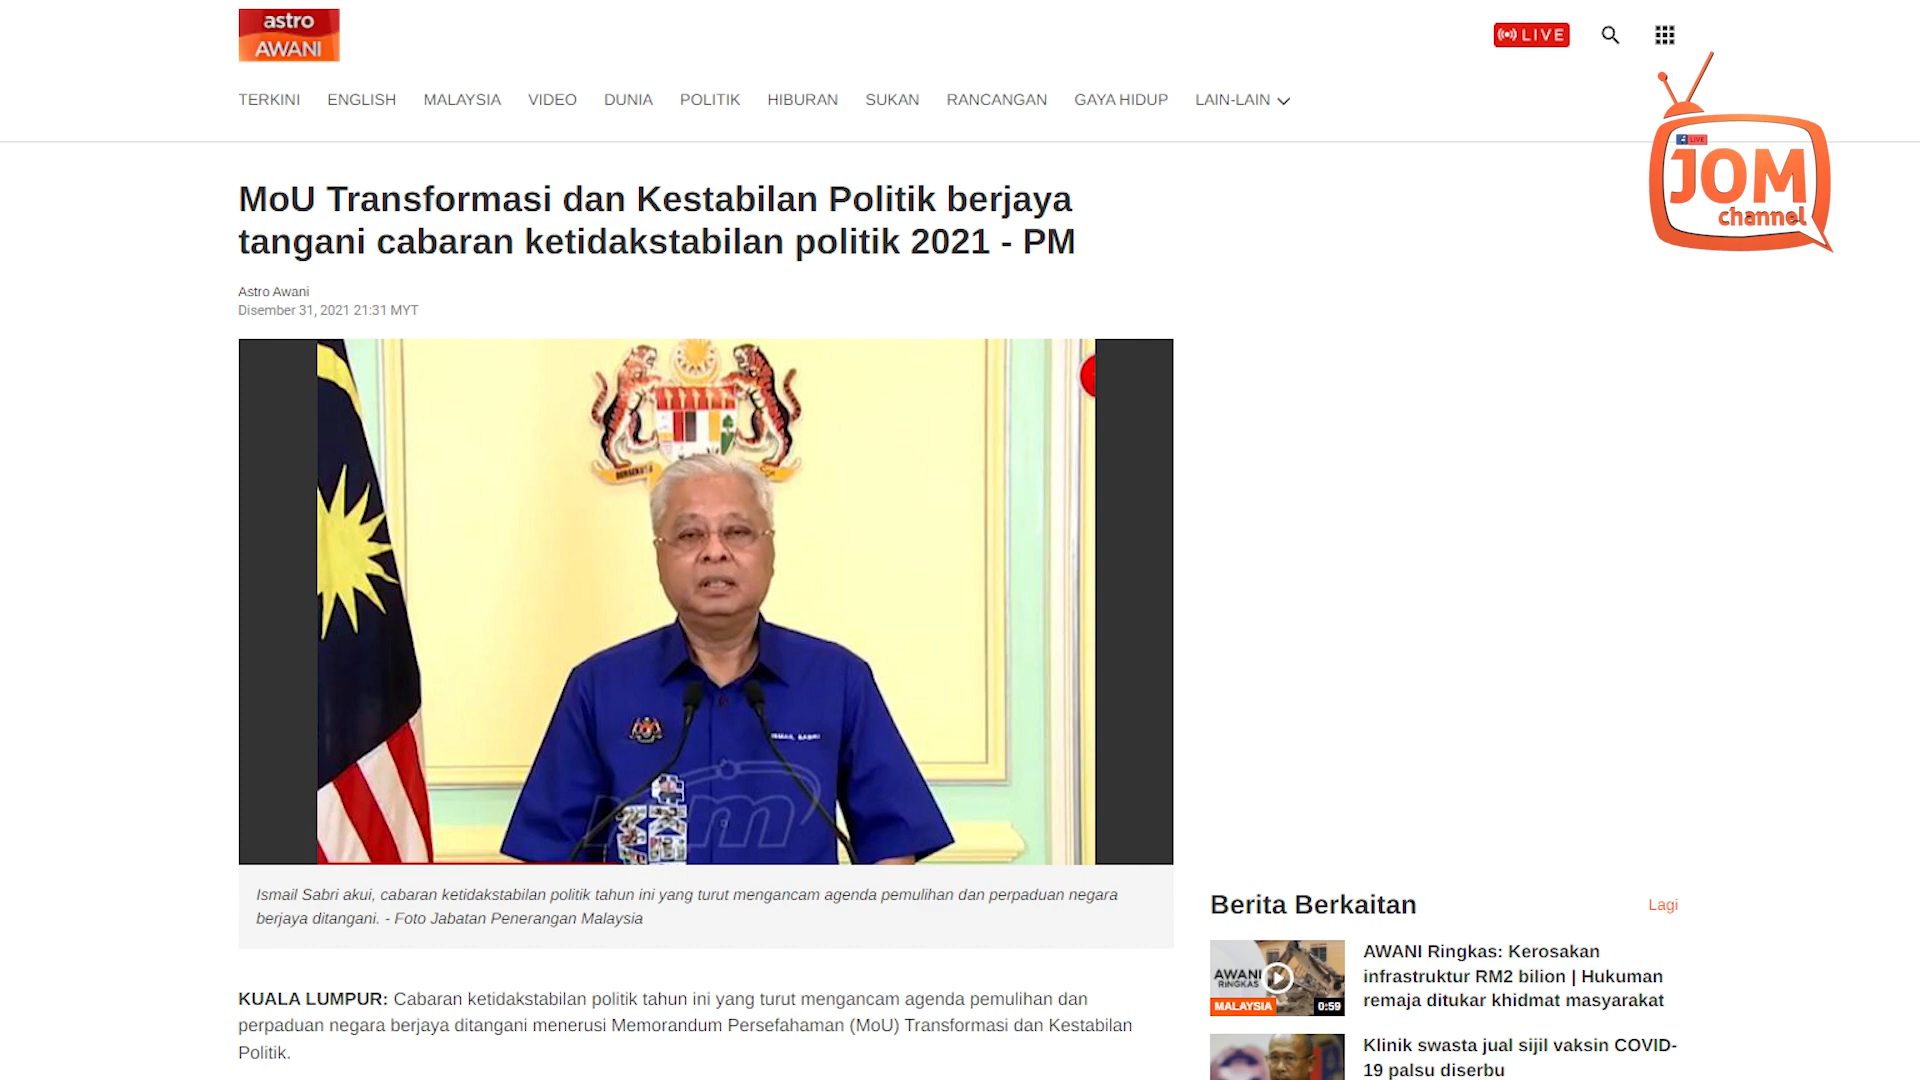 astro
AWANI
LIVE
TERKINI ENGLISH MALAYSIA VIDEO DUNIA POLITIK HIBURAN SUKAN RANCANGAN GAYA HIDUP LAIN-LAIN
LIVE
JOM
channel
MoU Transformasi dan Kestabilan Politik berjaya
tangani cabaran ketidakstabilan politik 2021 - PM
Astro Awani
Disember 31, 2021 21:31 MYT
ISMAIL SABRI
Ismail Sabri akui, cabaran ketidakstabilan politik tahun ini yang turut mengancam agenda pemulihan dan perpaduan negara
berjaya ditangani. - Foto Jabatan Penerangan Malaysia
KUALA LUMPUR: Cabaran ketidakstabilan politik tahun ini yang turut mengancam agenda pemulihan dan
perpaduan negara berjaya ditangani menerusi Memorandum Persefahaman (MoU) Transformasi dan Kestabilan
Politik.
Berita Berkaitan
Lagi
AWANI
RINGKAS
MALAYSIA
0:59
AWANI Ringkas: Kerosakan
infrastruktur RM2 bilion | Hukuman
remaja ditukar khidmat masyarakat
Klinik swasta jual sijil vaksin COVID-
19 palsu diserbu